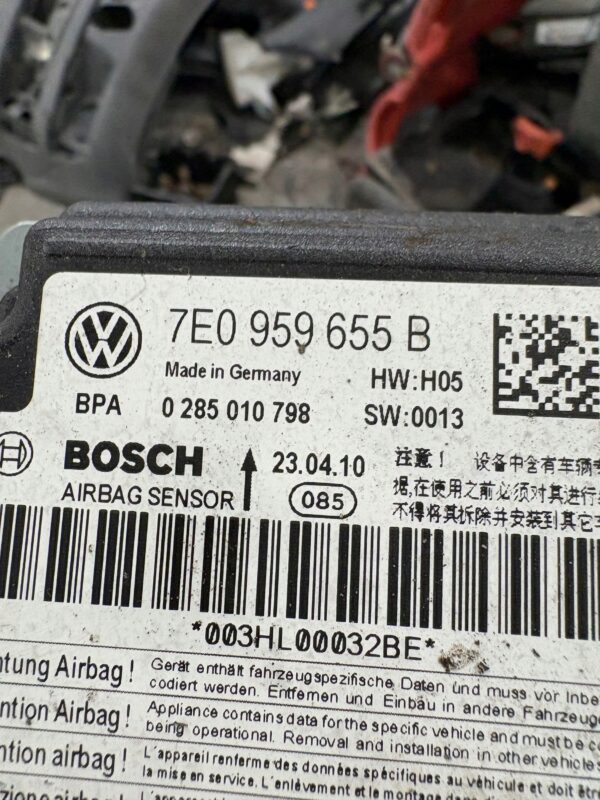 7E0 959 655 B
Made in Germany HW:H05
BPA 0 285 010 798 SW:0013
BOSCH 23.04.10 注意! 设备中含有车辆
AIRBAG SENSOR 085 据,在使用之前必须对其进行
不得将其拆除并安装到其它
*003HL00032BE*
Airbag! Gerät enthält fahrzeugspezifische Daten und muss vor
codiert werden. Entfernen und Einbau in andere
Airbag! Appliance contains data for the specific vehicle and must be
being operational. Removal and installation in other vehicles
airbag! L'appareil renferme des données spécifiques au véhicule et doit être
la mise en service. L'enlèvement et le montage dans
airbag!